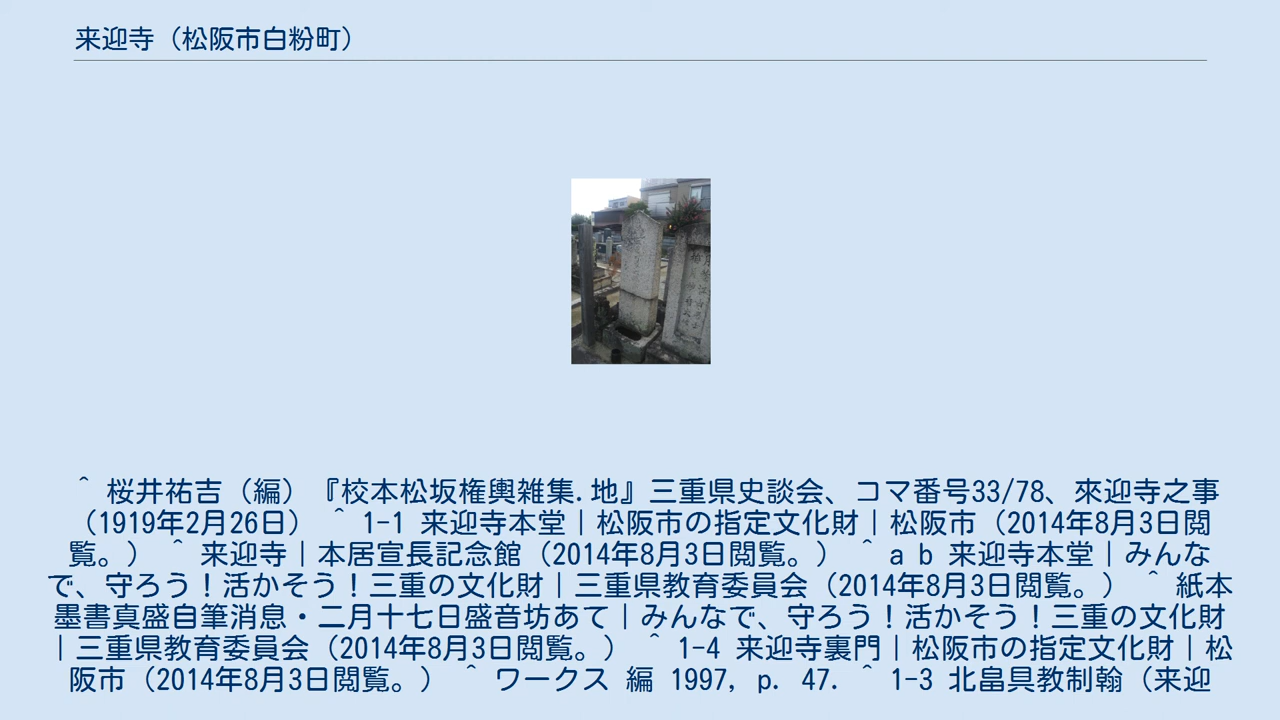 来迎寺（松阪市白粉町）
^ 桜井祐吉（編）『校本松坂権輿雑集.地』三重県史談会、コマ番号33/78、來迎寺之事
（1919年2月26日） ^ 1-1 来迎寺本堂｜松阪市の指定文化財｜松阪市（2014年8月3日閲
覧。） ^ 来迎寺｜本居宣長記念館（2014年8月3日閲覧。） ^ a b 来迎寺本堂｜みんな
で、守ろう！活かそう！三重の文化財｜三重県教育委員会（2014年8月3日閲覧。） ^ 紙本
墨書真盛自筆消息・二月十七日盛音坊あて｜みんなで、守ろう！活かそう！三重の文化財
｜三重県教育委員会（2014年8月3日閲覧。） ^ 1-4 来迎寺裏門｜松阪市の指定文化財｜松
阪市（2014年8月3日閲覧。） ^ ワークス 編 1997, p. 47. ^ 1-3 北畠具教制翰（来迎